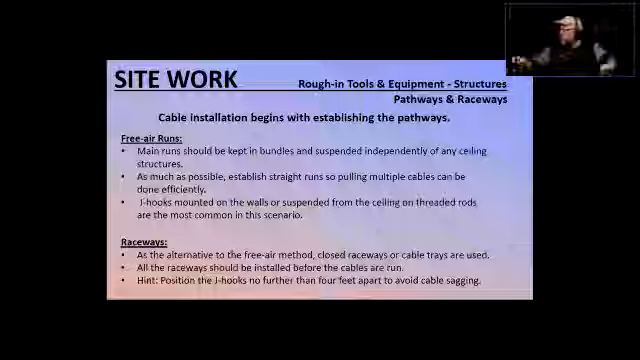 SITE WORK
Rough-in Tools & Equipment - Structures
Pathways & Raceways
Cable installation begins with establishing the pathways.
Free-air Runs:
• Main runs should be kept in bundles and suspended independently of any ceiling
structures.
• As much as possible, establish straight runs so pulling multiple cables can be
done efficiently.
• J-hooks mounted on the walls or suspended from the ceiling on threaded rods
are the most common in this scenario.
Raceways:
• As the alternative to the free-air method, closed raceways or cable trays are used.
• All the raceways should be installed before the cables are run.
• Hint: Position the J-hooks no further than four feet apart to avoid cable sagging.